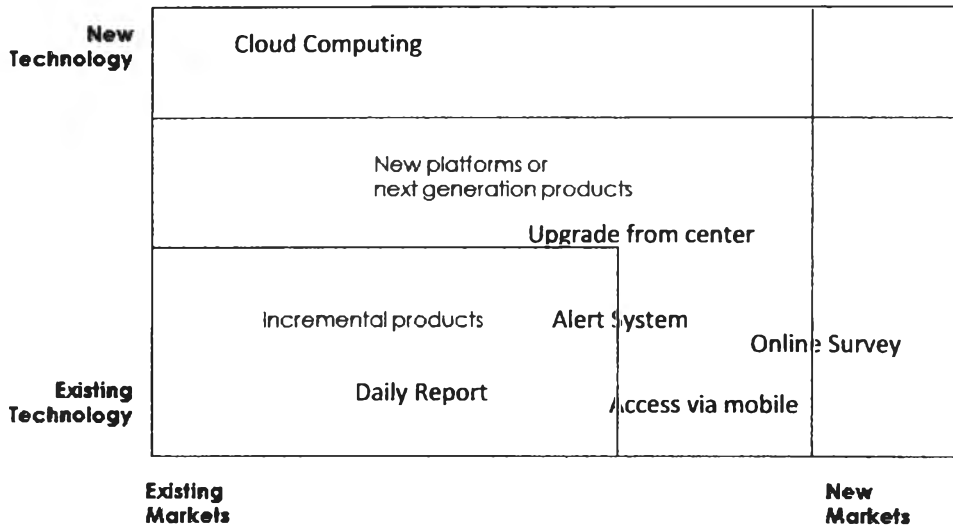 New
Technology
Cloud Computing
New platforms or
next generation products
Upgrade from center
Incremental products
Alert System
Online Survey
Daily Report
Access via mobile
Existing
Technology
Existing
Markets
New
Markets